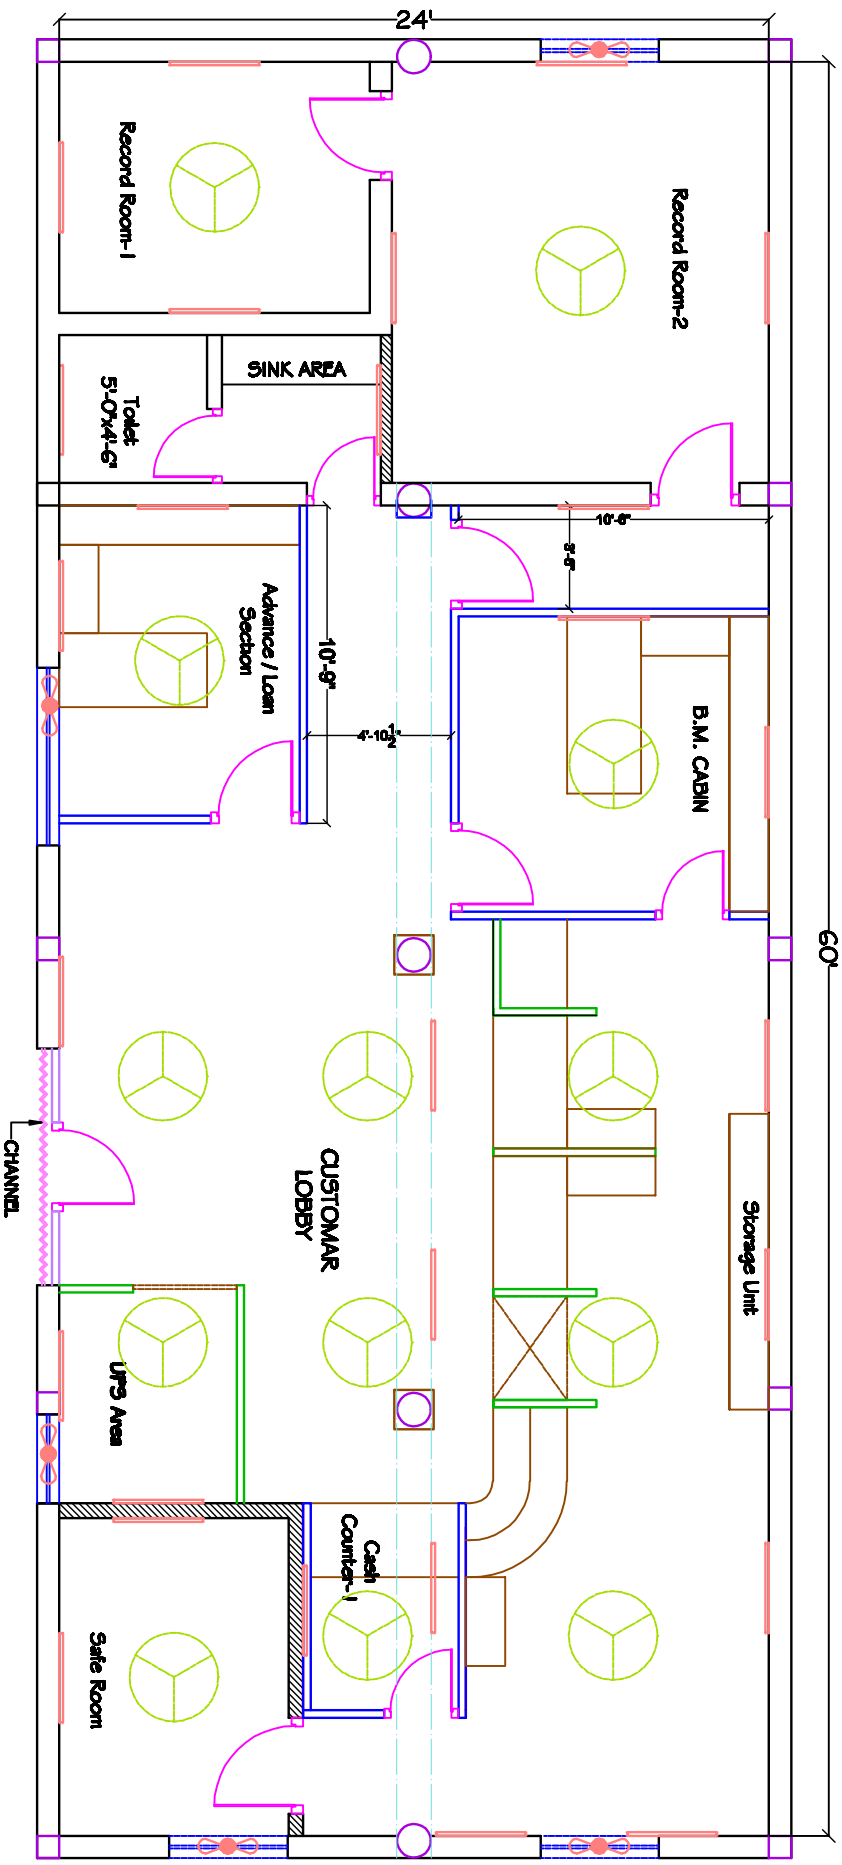 24'
60'
Record Room-1
Record Room-2
SINK AREA
Toilet
5'-0"x4'-6"
10'-6"
3'-6"
Advance / Loan
Section
10'-9"
4'-10½"
B.M. CABIN
CUSTOMAR
LOBBY
CHANNEL
Storage Unit
UPS Area
Cash
Counter-1
Safe Room